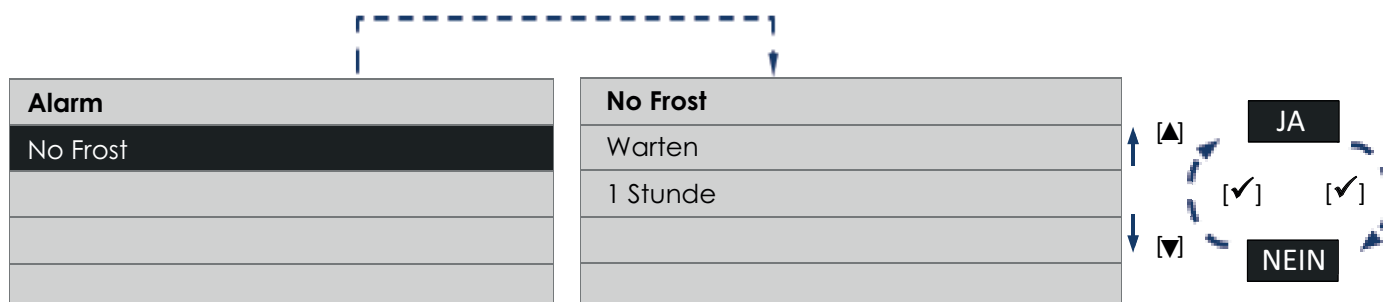 Alarm
No Frost
No Frost
Warten
1 Stunde
[▲]
[▼]
JA
[✓] [✓]
NEIN